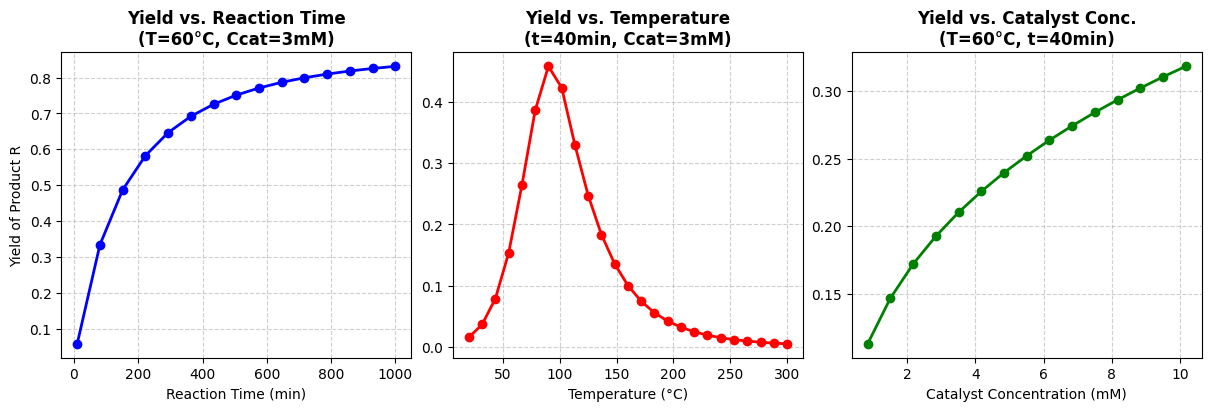 Yield vs. Reaction Time
(T=60°C, Ccat=3mM)
Yield of Product R
0.8
0.7
0.6
0.5
0.4
0.3
0.2
0.1
0 200 400 600 800 1000
Reaction Time (min)
Yield vs. Temperature
(t=40min, Ccat=3mM)
0.4
0.3
0.2
0.1
0.0
50 100 150 200 250 300
Temperature (°C)
Yield vs. Catalyst Conc.
(T=60°C, t=40min)
0.30
0.25
0.20
0.15
2 4 6 8 10
Catalyst Concentration (mM)